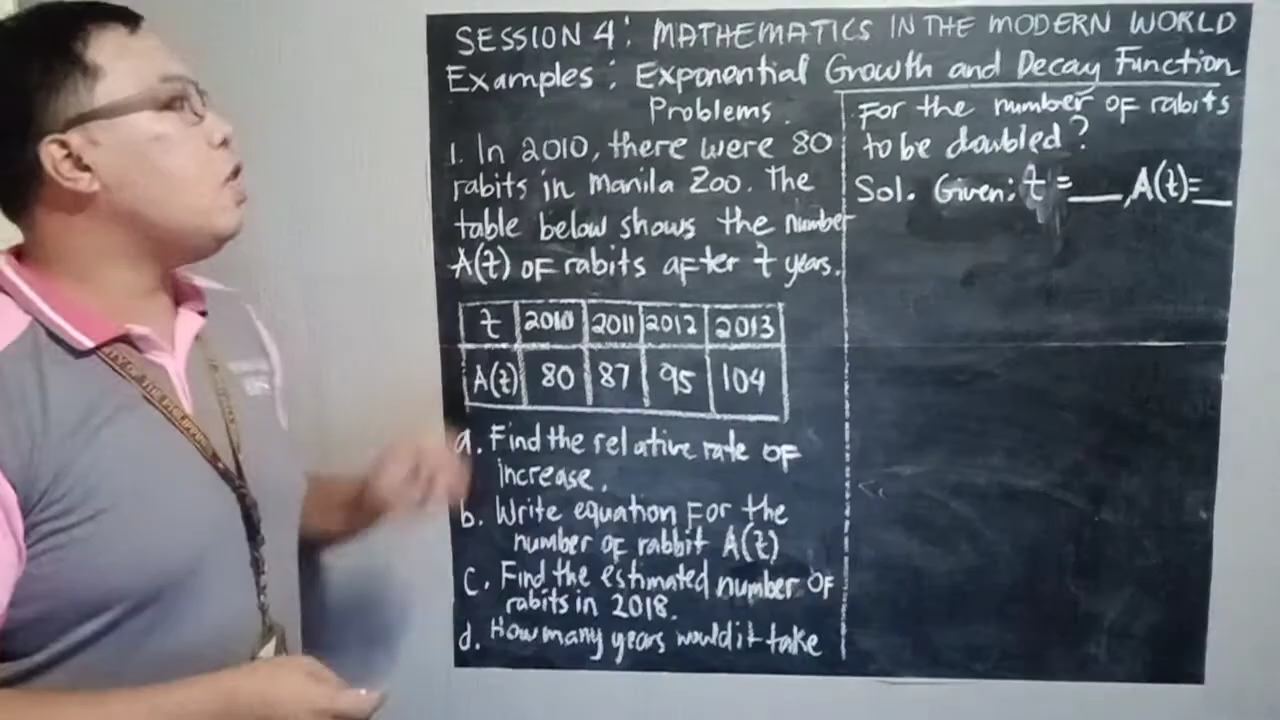 SESSION 4: MATHEMATICS IN THE MODERN WORLD
Examples: Exponential Growth and Decay Function
Problems.
1. In 2010, there were 80
rabits in Manila Zoo. The
table below shows the number
A(t) of rabits after t years.
t 2010 2011 2012 2013
A(t) 80 87 95 104
a. Find the relative rate of
increase.
b. Write equation for the
number of rabbit A(t)
c. Find the estimated number of
rabits in 2018.
d. How many years would it take
For the number of rabits
to be doubled?
Sol. Given: t = __, A(t)=__